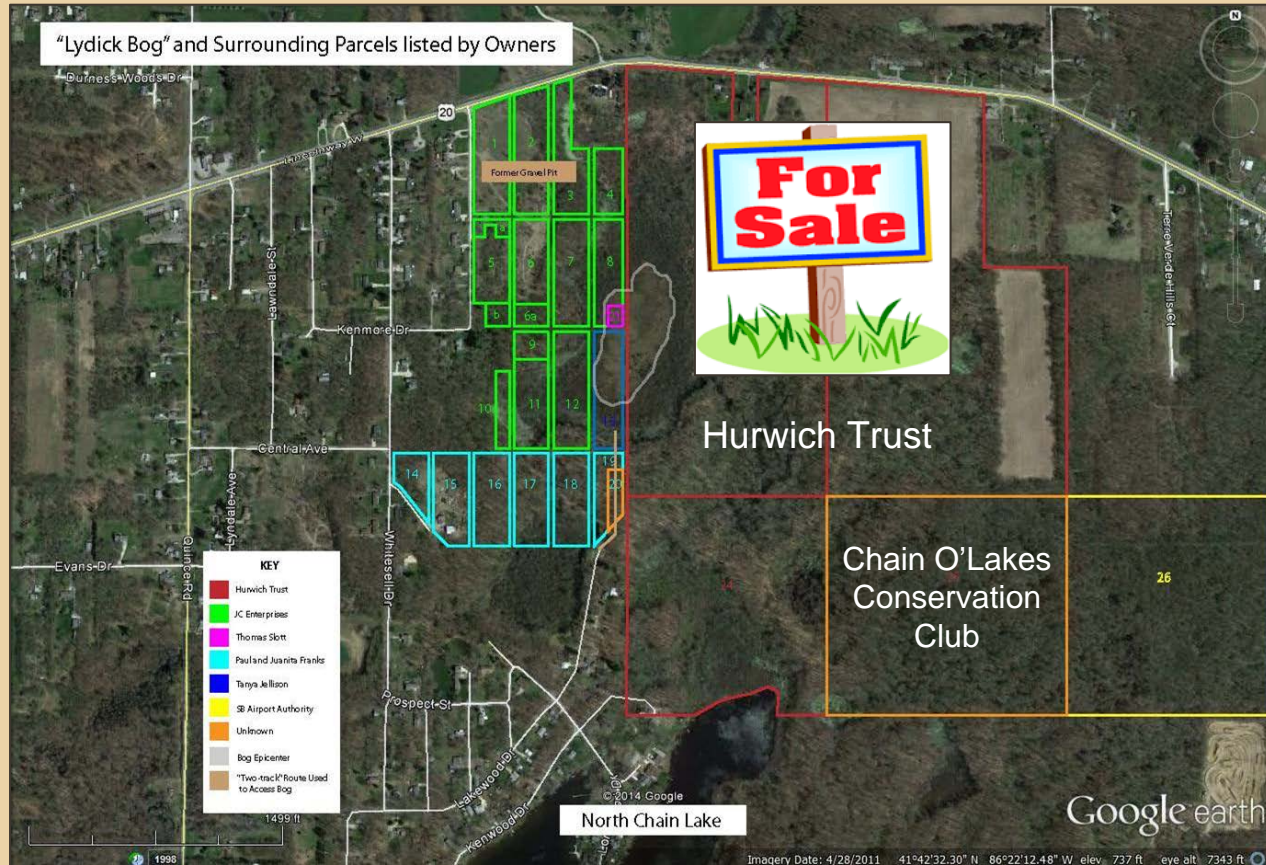 "Lydick Bog" and Surrounding Parcels listed by Owners
Durness Woods Dr
20
Lincolnway W
1
2
Former Gravel Pit
3
4
For
Sale
5
6
7
8
b
6a
Kenmore Dr
9
10
11
12
Lawndale St
Terre Verde Hills Ct
Hurwich Trust
Central Ave
14
15
16
17
18
19
20
Lyndale Ave
Quince Rd
Whitesell Dr
Evans Dr
Chain O'Lakes
Conservation
Club
26
KEY
Hurwich Trust
JC Enterprises
Thomas Slott
Paul and Juanita Franks
Tanya Jellison
SB Airport Authority
Unknown
Bog Epicenter
"Two-track" Route Used
to Access Bog
Prospect St
Lakewood Dr
Kenwood Dr
© 2014 Google
North Chain Lake
1499 ft
Google earth
N
1998
Imagery Date: 4/28/2011 41°42'32.30" N 86°22'12.48" W elev 737 ft eye alt 7343 ft